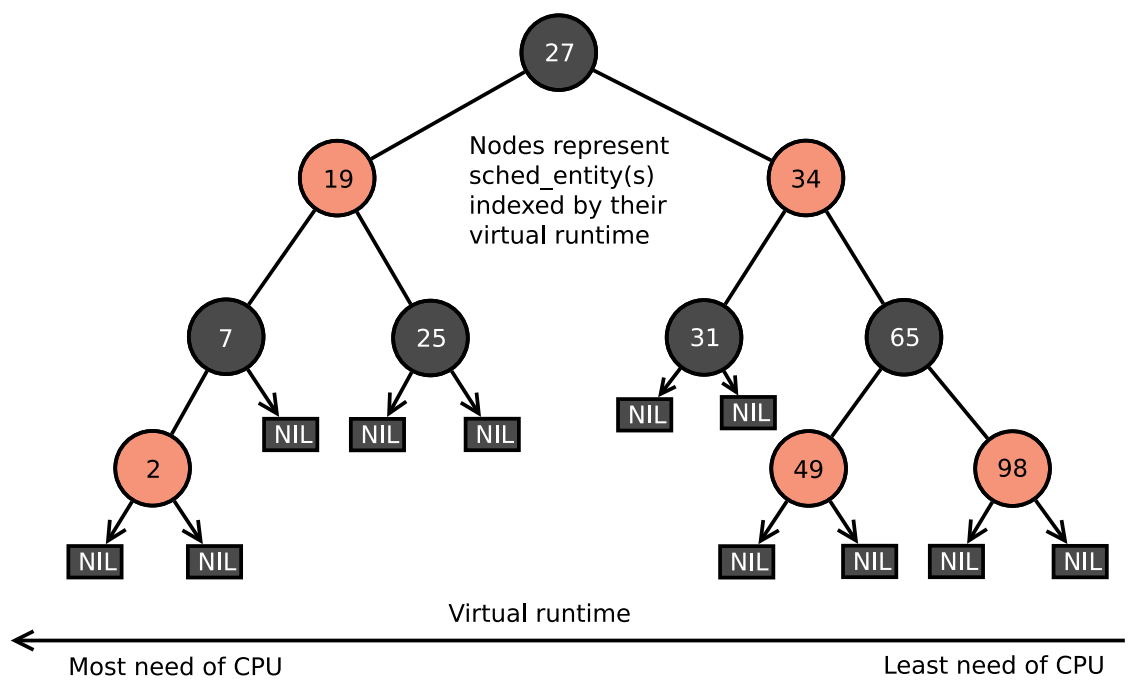 27
Nodes represent
sched_entity(s)
indexed by their
virtual runtime
19
34
7
25
31
65
NIL
NIL
NIL
NIL
NIL
2
49
98
NIL
NIL
NIL
NIL
NIL
NIL
Virtual runtime
Most need of CPU
Least need of CPU